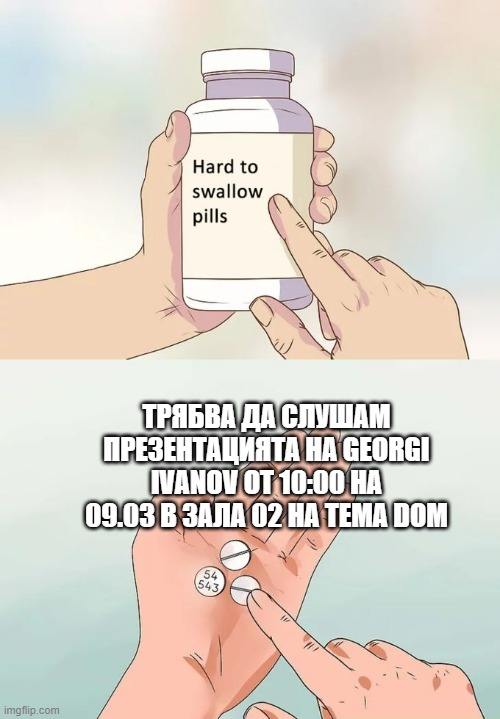 Hard to
swallow
pills
ТРЯБВА ДА СЛУШАМ
ПРЕЗЕНТАЦИЯТА НА GEORGI
IVANOV ОТ 10:00 НА
09.03 В ЗАЛА 02 НА ТЕМА DOM
54
543
imgflip.com